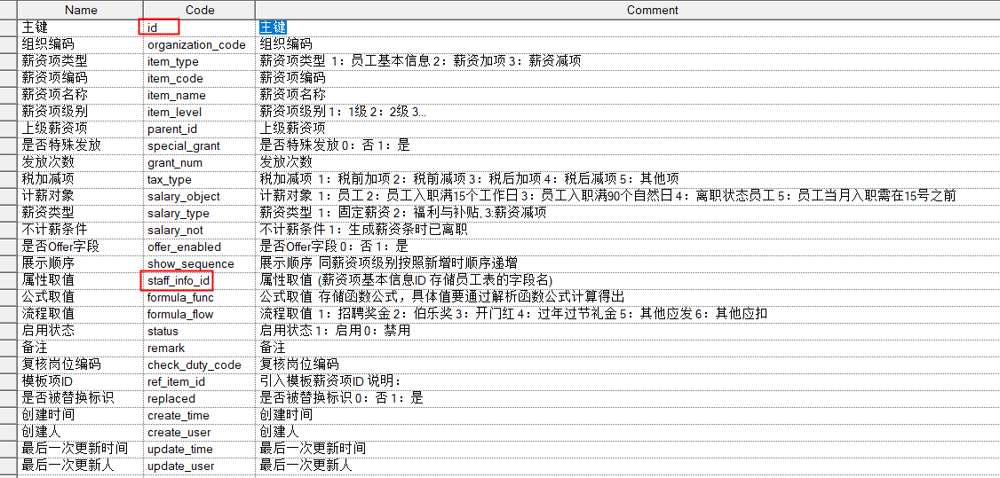 Name Code Comment
主键 id 主键
组织编码 organization_code 组织编码
薪资项类型 item_type 薪资项类型 1：员工基本信息 2：薪资加项 3：薪资减项
薪资项编码 item_code 薪资项编码
薪资项名称 item_name 薪资项名称
薪资项级别 item_level 薪资项级别 1：1级 2：2级 3...
上级薪资项 parent_id 上级薪资项
是否特殊发放 special_grant 是否特殊发放 0：否 1：是
发放次数 grant_num 发放次数
税加减项 tax_type 税加减项 1：税前加项 2：税前减项 3：税后加项 4：税后减项 5：其他项
计薪对象 salary_object 计薪对象 1：员工 2：员工入职满15个工作日 3：员工入职满90个自然日 4：离职状态员工 5：员工当月入职需在15号之前
薪资类型 salary_type 薪资类型 1：固定薪资 2：福利与补贴, 3:薪资减项
不计薪条件 salary_not 不计薪条件 1：生成薪资条时已离职
是否Offer字段 offer_enabled 是否Offer字段 0：否 1：是
展示顺序 show_sequence 展示顺序 同薪资项级别按照新增时顺序递增
属性取值 staff_info_id 属性取值 (薪资项基本信息ID 存储员工表的字段名)
公式取值 formula_func 公式取值 存储函数公式，具体值要通过解析函数公式计算得出
流程取值 formula_flow 流程取值 1：招聘奖金 2：伯乐奖 3：开门红 4：过年过节礼金 5：其他应发 6：其他应扣
启用状态 status 启用状态 1：启用 0：禁用
备注 remark 备注
复核岗位编码 check_duty_code 复核岗位编码
模板项ID ref_item_id 引入模板薪资项ID 说明：
是否被替换标识 replaced 是否被替换标识 0：否 1：是
创建时间 create_time 创建时间
创建人 create_user 创建人
最后一次更新时间 update_time 最后一次更新时间
最后一次更新人 update_user 最后一次更新人